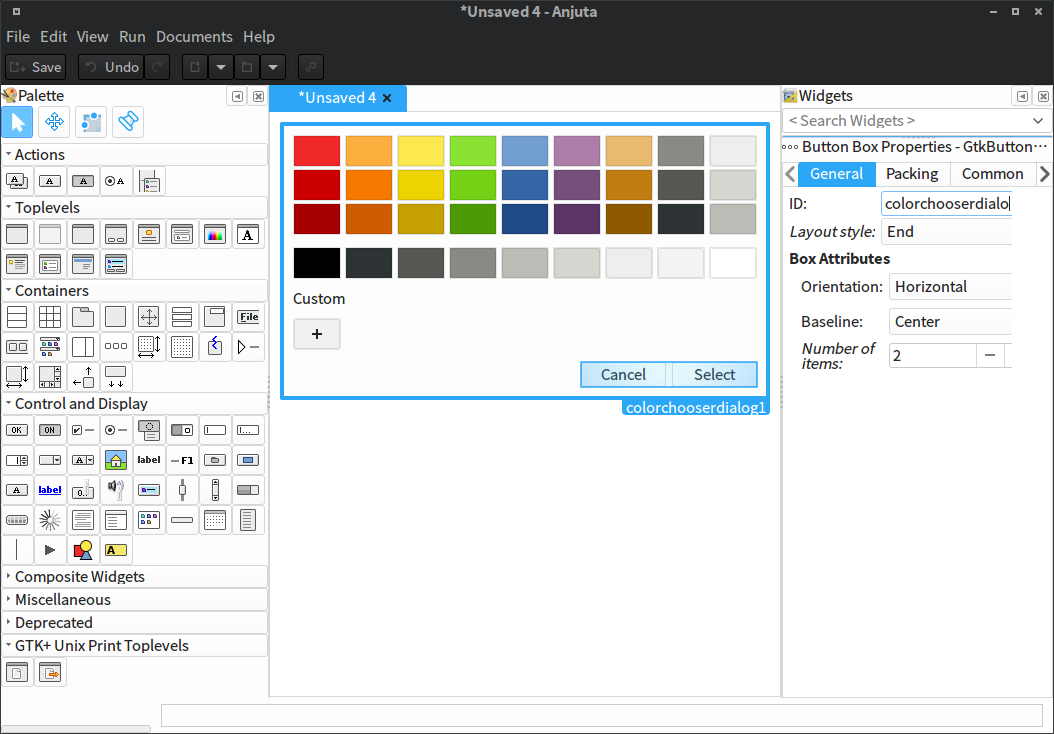 *Unsaved 4 - Anjuta
File Edit View Run Documents Help
Save Undo
Palette
Actions
A A A A
Toplevels
A
Containers
File
Control and Display
OK ON
A label F1
A label 0..
A
Composite Widgets
Miscellaneous
Deprecated
GTK+ Unix Print Toplevels
*Unsaved 4
Custom
+
Cancel Select
colorchooserdialog1
Widgets
< Search Widgets >
Button Box Properties - GtkButton…
General Packing Common
ID: colorchooserdialo
Layout style: End
Box Attributes
Orientation: Horizontal
Baseline: Center
Number of
items: 2